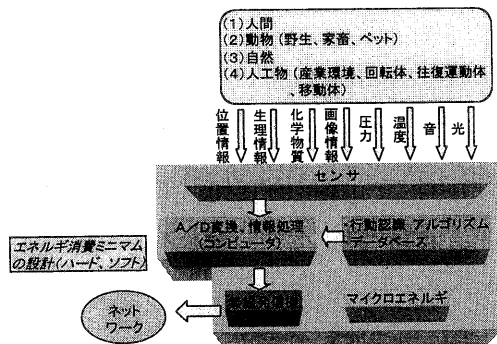 (1)人間
(2)動物(野生、家畜、ペット)
(3)自然
(4)人工物(産業環境、回転体、往復運動体
、移動体)
位置情報
生理情報
化学物質
画像情報
圧力
温度
音
光
センサ
A/D変換、情報処理
(コンピュータ)
行動認識 アルゴリズム
データベース
エネルギ消費ミニマム
の設計(ハード、ソフト)
マイクロエネルギ
ネット
ワーク